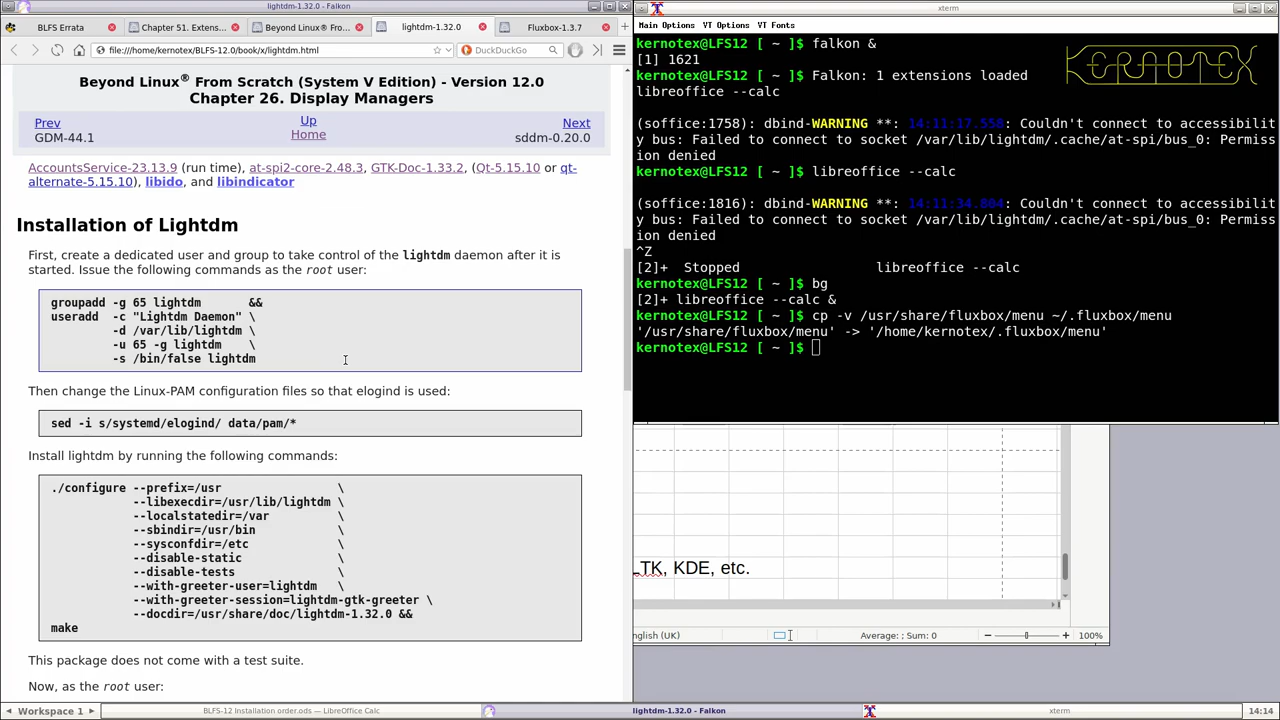 lightdm-1.32.0 - Falkon
BLFS Errata
Chapter 51. Extensions...
Beyond Linux® Fro...
lightdm-1.32.0
Fluxbox-1.3.7
file:///home/kernotex/BLFS-12.0/book/x/lightdm.html
DuckDuckGo
Beyond Linux® From Scratch (System V Edition) - Version 12.0
Chapter 26. Display Managers
Prev
Up
Next
GDM-44.1
Home
sddm-0.20.0
AccountsService-23.13.9 (run time), at-spi2-core-2.48.3, GTK-Doc-1.33.2, (Qt-5.15.10 or qt-
alternate-5.15.10), libido, and libindicator
Installation of Lightdm
First, create a dedicated user and group to take control of the lightdm daemon after it is
started. Issue the following commands as the root user:
groupadd -g 65 lightdm       &&
useradd  -c "Lightdm Daemon" \
-d /var/lib/lightdm \
-u 65 -g lightdm    \
-s /bin/false lightdm
Then change the Linux-PAM configuration files so that elogind is used:
sed -i s/systemd/elogind/ data/pam/*
Install lightdm by running the following commands:
./configure --prefix=/usr                 \
--libexecdir=/usr/lib/lightdm \
--localstatedir=/var          \
--sbindir=/usr/bin            \
--sysconfdir=/etc             \
--disable-static              \
--disable-tests               \
--with-greeter-user=lightdm   \
--with-greeter-session=lightdm-gtk-greeter \
--docdir=/usr/share/doc/lightdm-1.32.0 &&
make
This package does not come with a test suite.
Now, as the root user:
xterm
Main Options VT Options VT Fonts
KERNOTEX
kernotex@LFS12 [ ~ ]$ falkon &
[1] 1621
kernotex@LFS12 [ ~ ]$ Falkon: 1 extensions loaded
libreoffice --calc
(soffice:1758): dbind-WARNING **: 14:11:17.558: Couldn't connect to accessibilit
y bus: Failed to connect to socket /var/lib/lightdm/.cache/at-spi/bus_0: Permiss
ion denied
kernotex@LFS12 [ ~ ]$ libreoffice --calc
(soffice:1816): dbind-WARNING **: 14:11:34.804: Couldn't connect to accessibilit
y bus: Failed to connect to socket /var/lib/lightdm/.cache/at-spi/bus_0: Permiss
ion denied
^Z
[2]+  Stopped                 libreoffice --calc
kernotex@LFS12 [ ~ ]$ bg
[2]+ libreoffice --calc &
kernotex@LFS12 [ ~ ]$ cp -v /usr/share/fluxbox/menu ~/.fluxbox/menu
'/usr/share/fluxbox/menu' -> '/home/kernotex/.fluxbox/menu'
kernotex@LFS12 [ ~ ]$
LTK, KDE, etc.
nglish (UK)
Average: ; Sum: 0
100%
Workspace 1
BLFS-12 Installation order.ods — LibreOffice Calc
lightdm-1.32.0 - Falkon
xterm
14:14